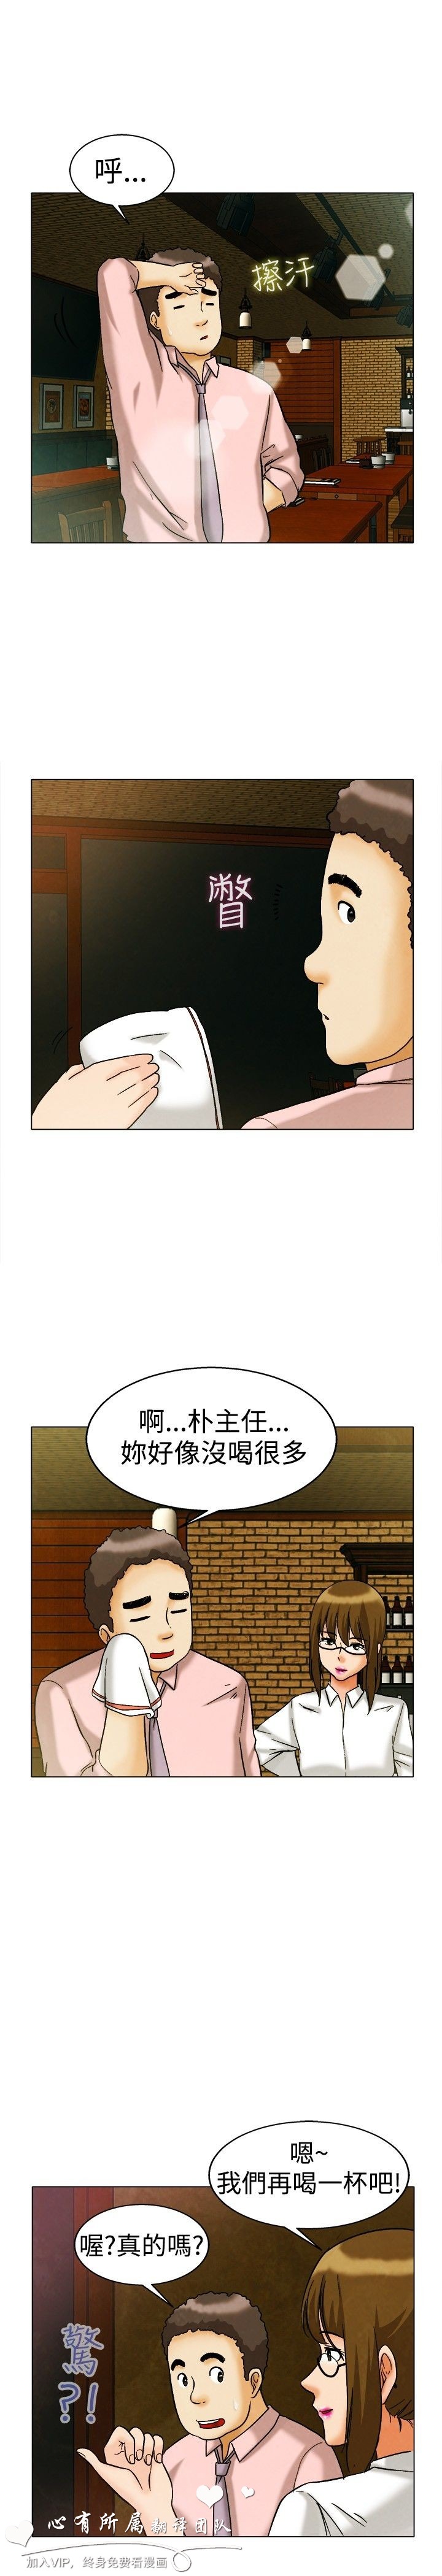 呼...
擦汗
瞥
啊...朴主任...
妳好像沒喝很多
嗯~
我們再喝一杯吧!
喔?真的嗎?
驚
?!
心有所属翻译团队
加入VIP，终身免费看漫画